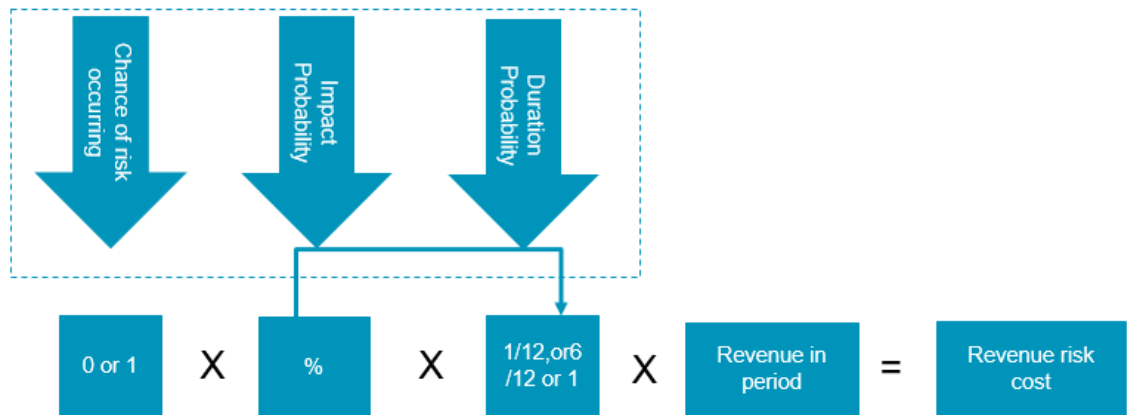 Chance of risk
occurring
Impact
Probability
Duration
Probability
0 or 1
X
%
X
1/12,or6
/12 or 1
X
Revenue in
period
=
Revenue risk
cost